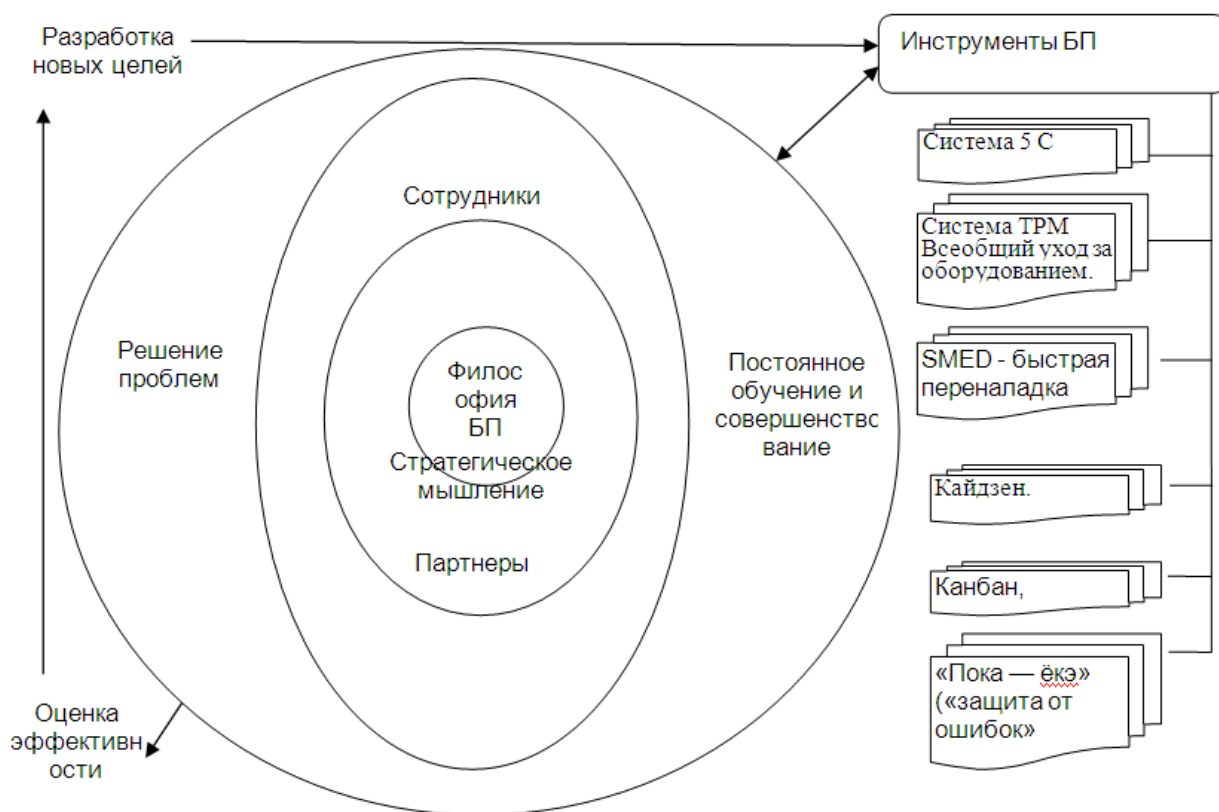 Разработка
новых целей
Инструменты БП
Система 5 С
Сотрудники
Система ТРМ
Всеобщий уход за
оборудованием.
Решение
проблем
Филос
офия
БП
Стратегическое
мышление
Постоянное
обучение и
совершенство
вание
SMED - быстрая
переналадка
Кайдзен.
Партнеры
Канбан,
«Пока — ёкэ»
(«защита от
ошибок»
Оценка
эффективн
ости